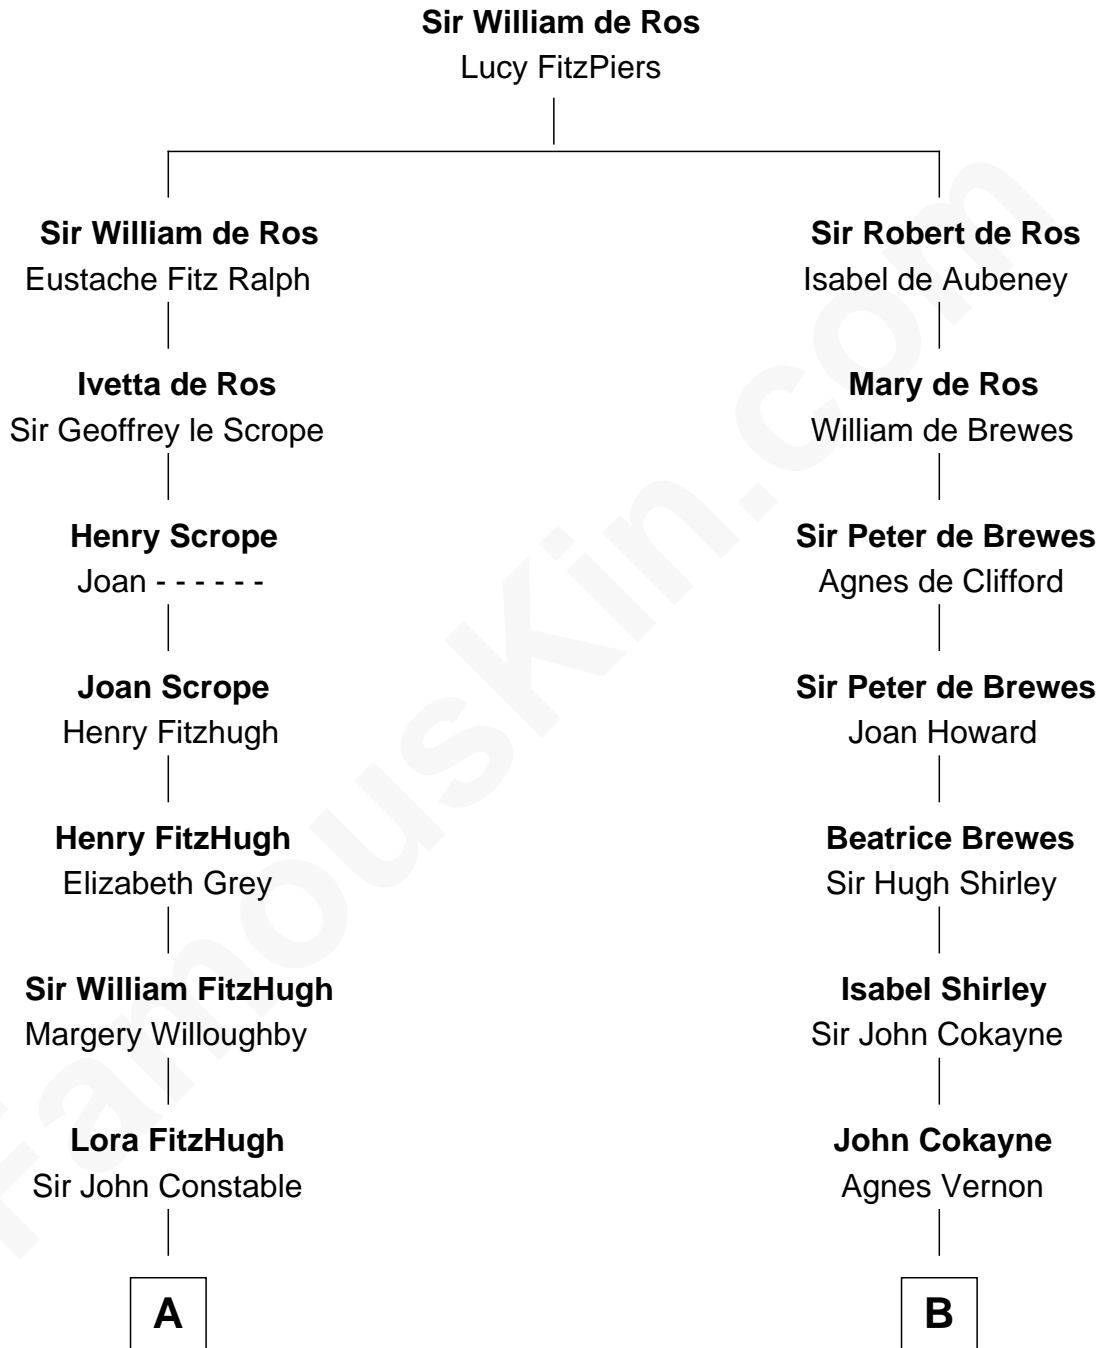 Sir William de Ros
Lucy FitzPiers
Sir William de Ros
Eustache Fitz Ralph
Sir Robert de Ros
Isabel de Aubeney
Ivetta de Ros
Sir Geoffrey le Scrope
Mary de Ros
William de Brewes
Henry Scrope
Joan - - - - - -
Sir Peter de Brewes
Agnes de Clifford
Joan Scrope
Henry Fitzhugh
Sir Peter de Brewes
Joan Howard
Henry FitzHugh
Elizabeth Grey
Beatrice Brewes
Sir Hugh Shirley
Sir William FitzHugh
Margery Willoughby
Isabel Shirley
Sir John Cokayne
Lora FitzHugh
Sir John Constable
John Cokayne
Agnes Vernon
A
B
FamousKin.com